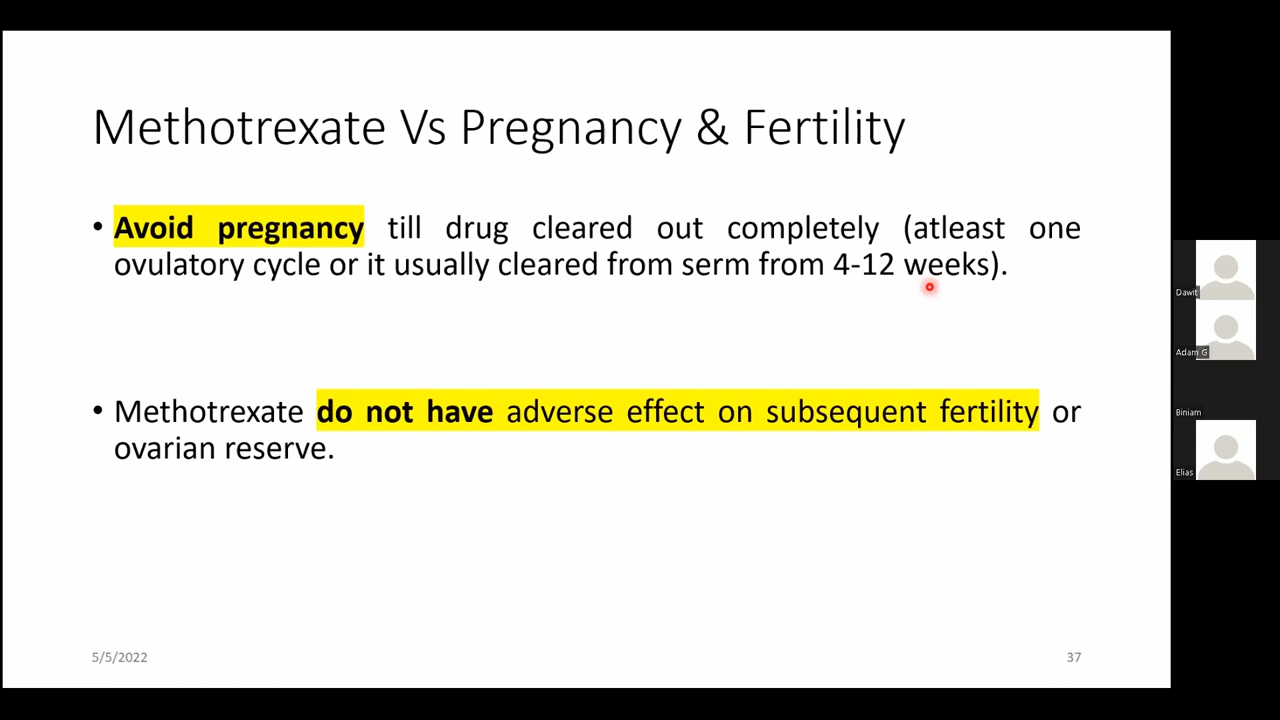 Methotrexate Vs Pregnancy & Fertility
• Avoid pregnancy till drug cleared out completely (atleast one
ovulatory cycle or it usually cleared from serm from 4-12 weeks).
• Methotrexate do not have adverse effect on subsequent fertility or
ovarian reserve.
5/5/2022
37
Dawit
Adam G
Biniam
Elias